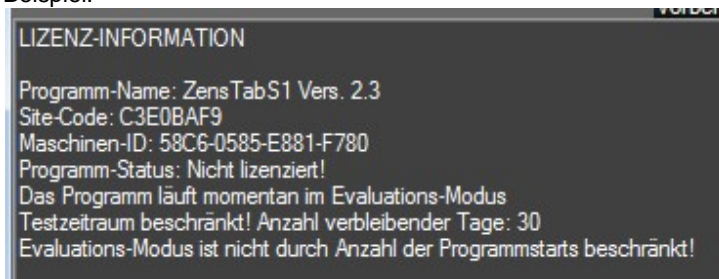 Beispiel:
LIZENZ-INFORMATION
Programm-Name: ZensTabS1 Vers. 2.3
Site-Code: C3E0BAF9
Maschinen-ID: 58C6-0585-E881-F780
Programm-Status: Nicht lizenziert!
Das Programm läuft momentan im Evaluations-Modus
Testzeitraum beschränkt! Anzahl verbleibender Tage: 30
Evaluations-Modus ist nicht durch Anzahl der Programmstarts beschränkt!